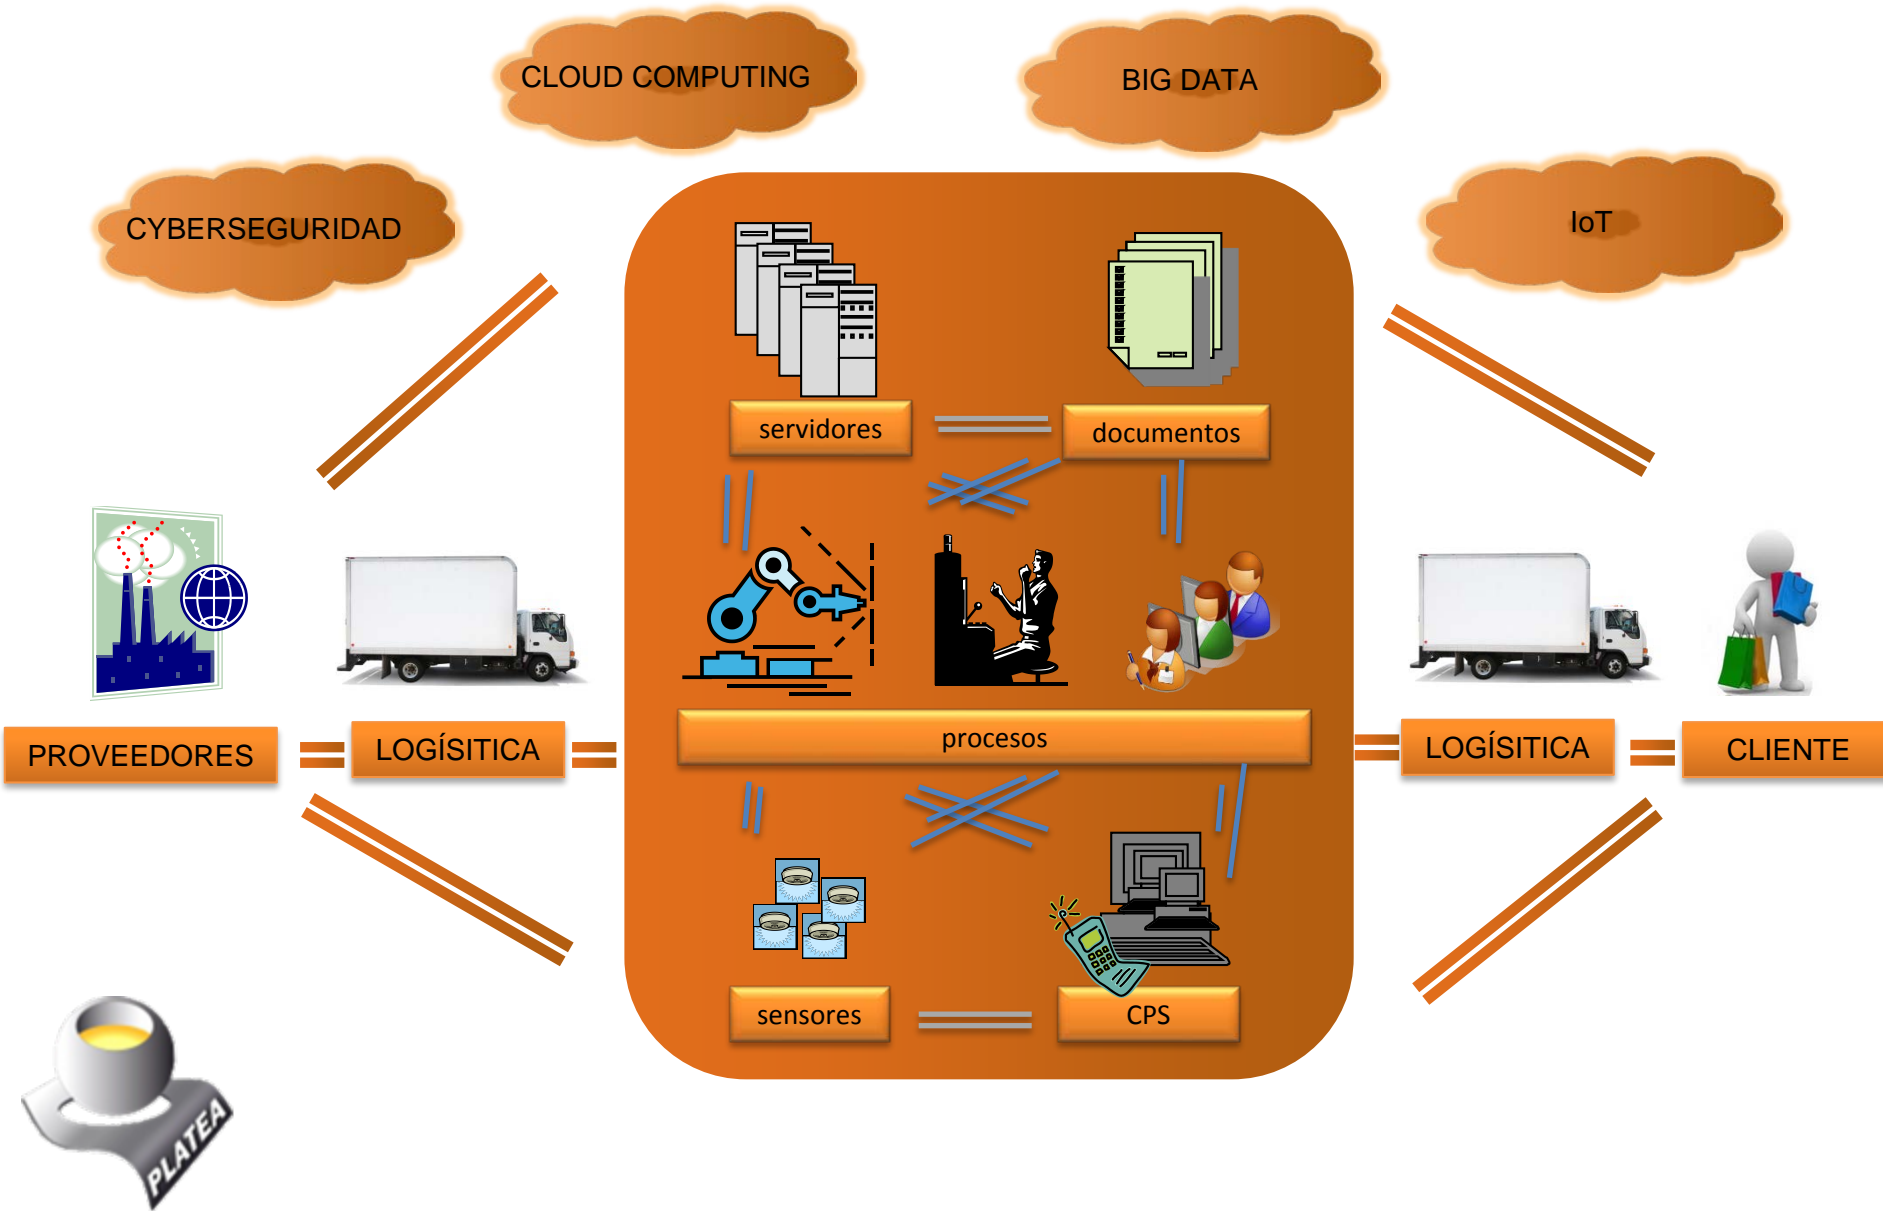 CLOUD COMPUTING
BIG DATA
CYBERSEGURIDAD
IoT
servidores
documentos
PROVEEDORES
LOGÍSITICA
procesos
LOGÍSITICA
CLIENTE
sensores
CPS
PLATEA